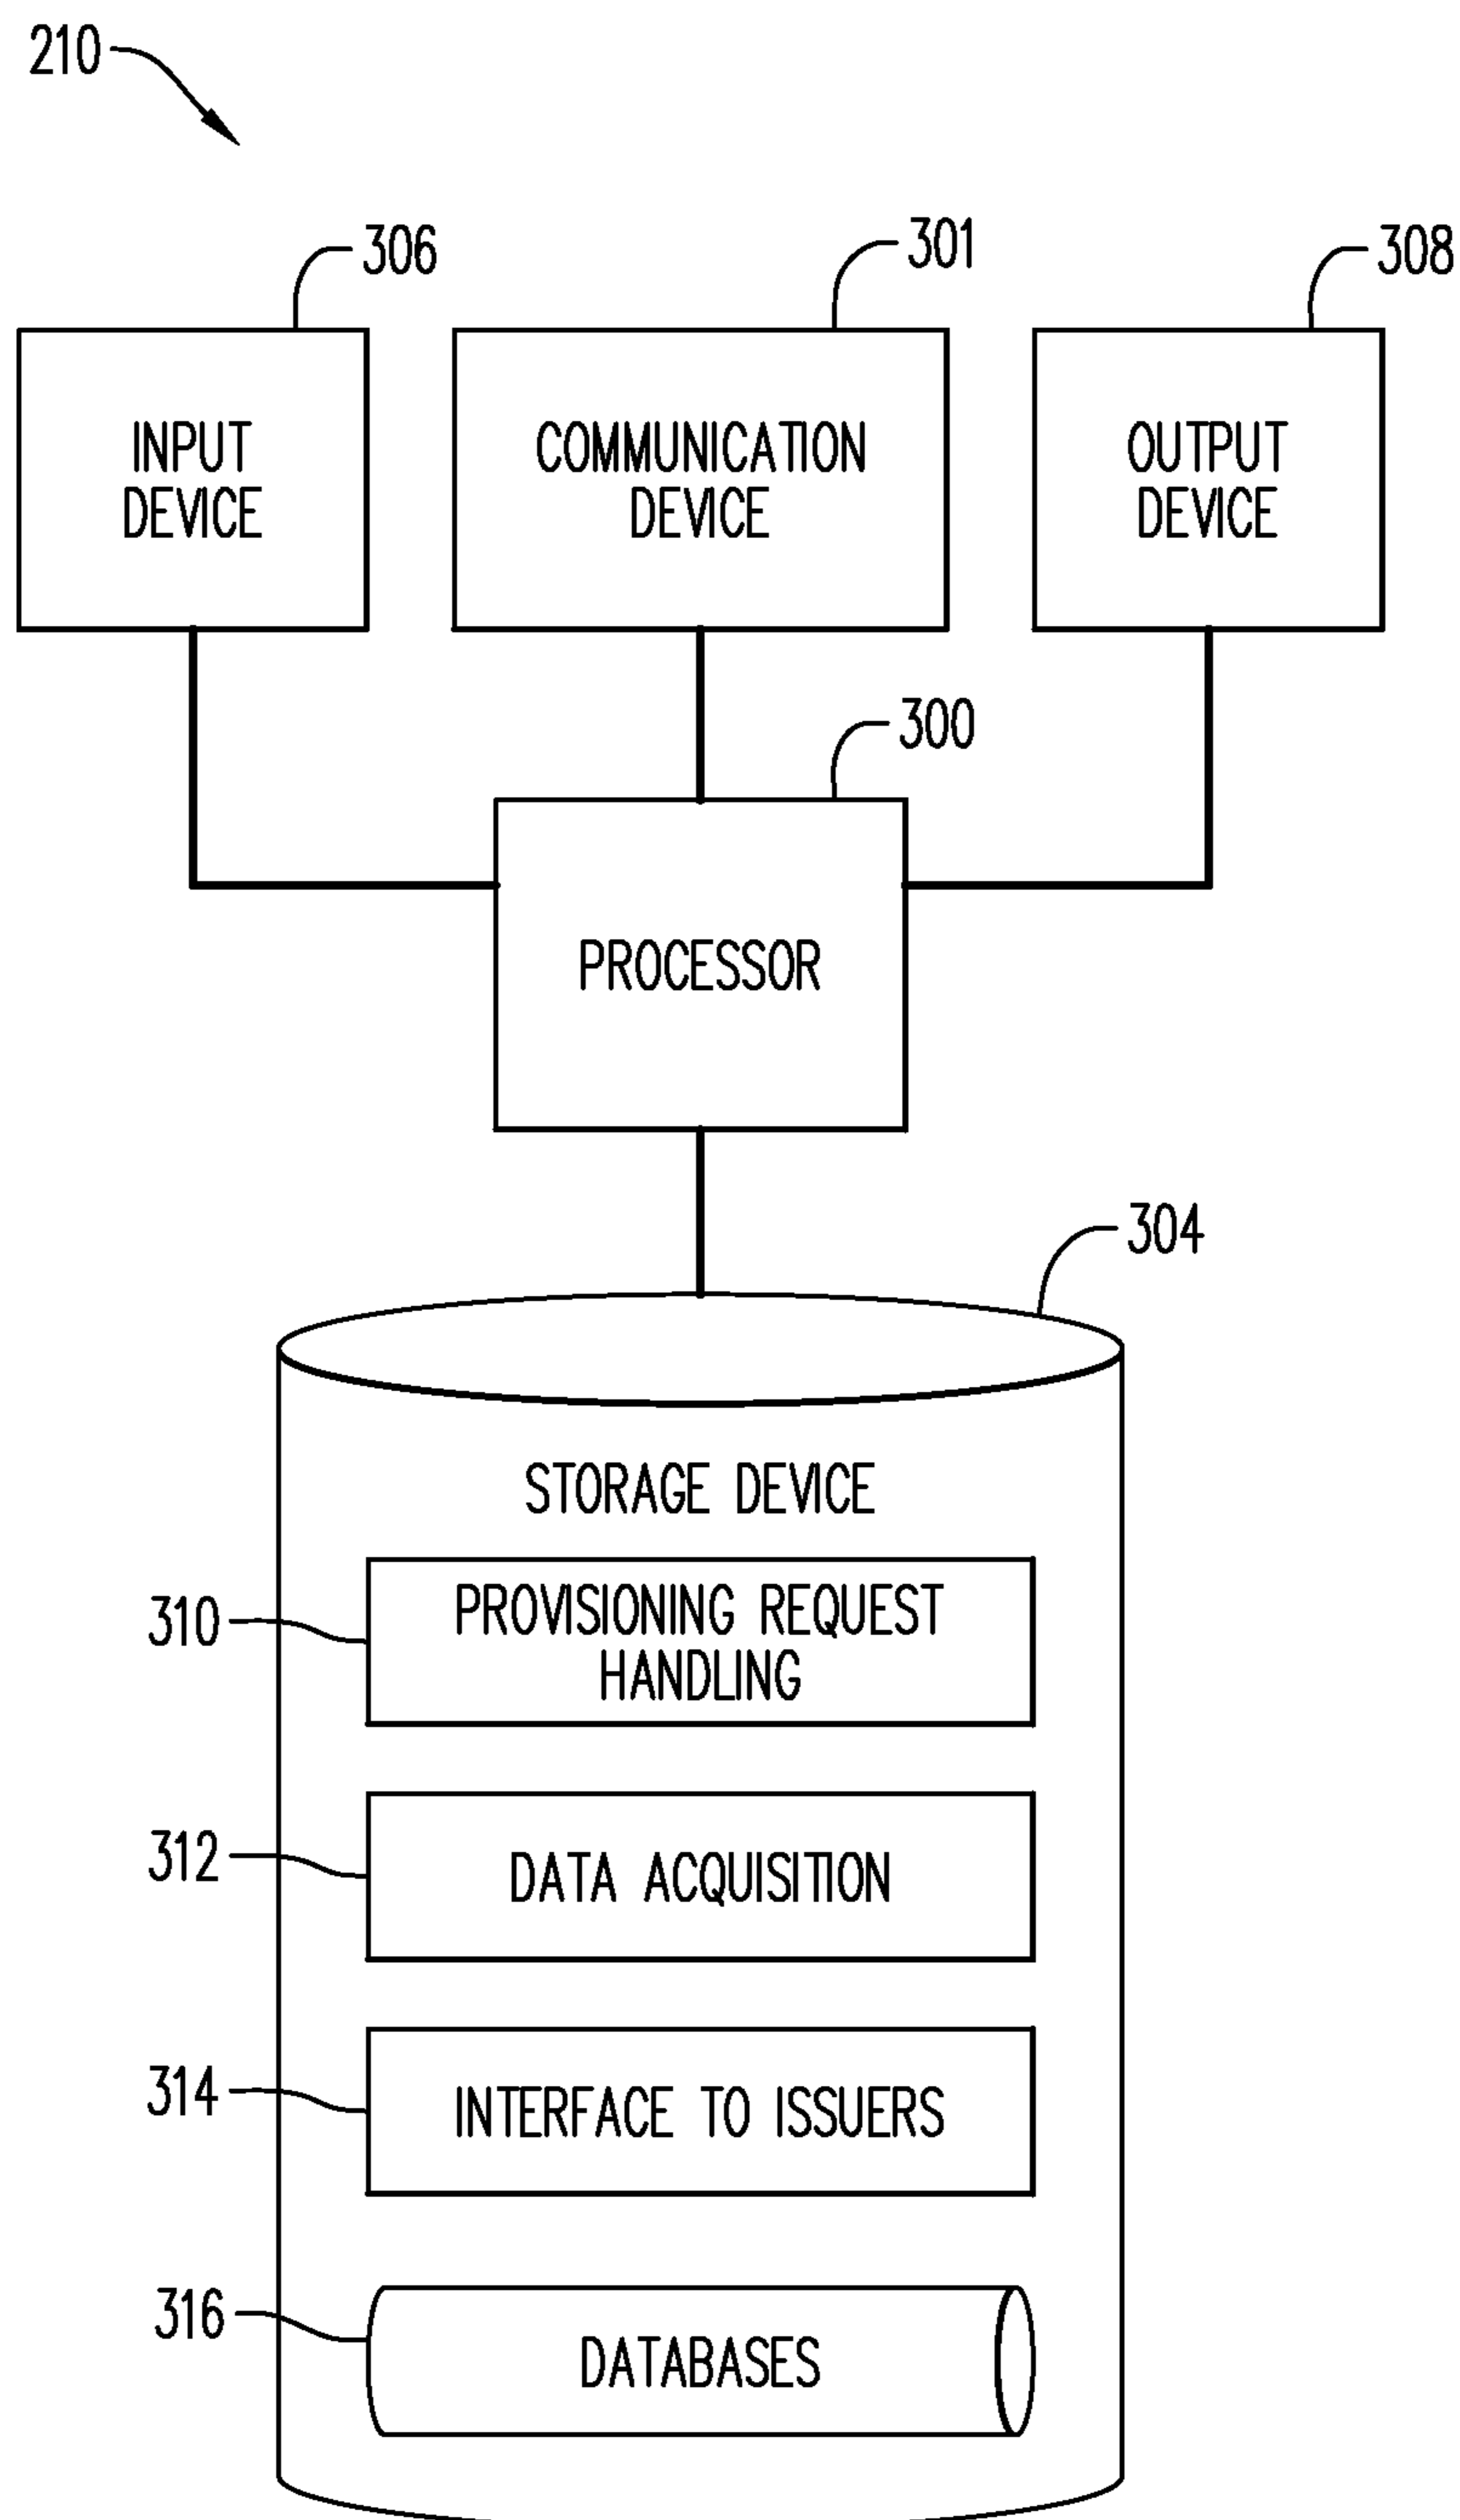 210
306
301
308
INPUT
DEVICE
COMMUNICATION
DEVICE
OUTPUT
DEVICE
300
PROCESSOR
304
STORAGE DEVICE
310
PROVISIONING REQUEST
HANDLING
312
DATA ACQUISITION
314
INTERFACE TO ISSUERS
316
DATABASES